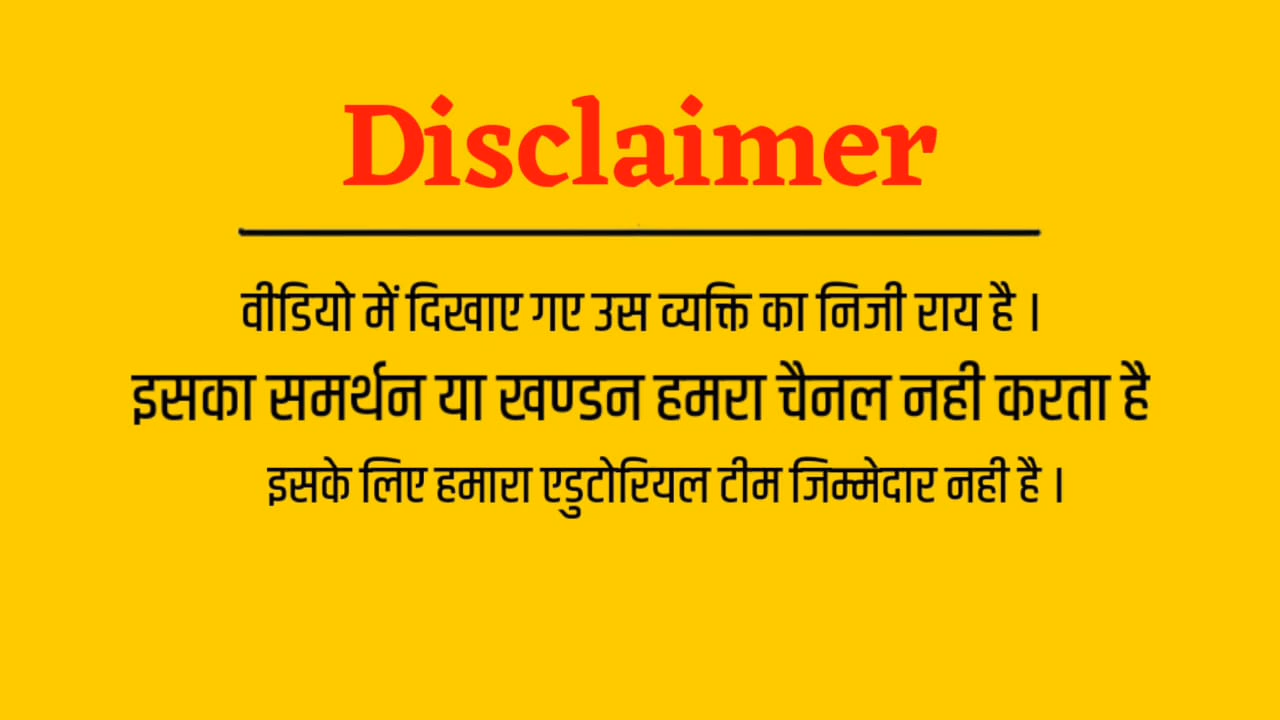 Disclaimer
वीडियो में दिखाए गए उस व्यक्ति का निजी राय है ।
इसका समर्थन या खण्डन हमरा चैनल नही करता है
इसके लिए हमारा एडुटोरियल टीम जिम्मेदार नही है ।